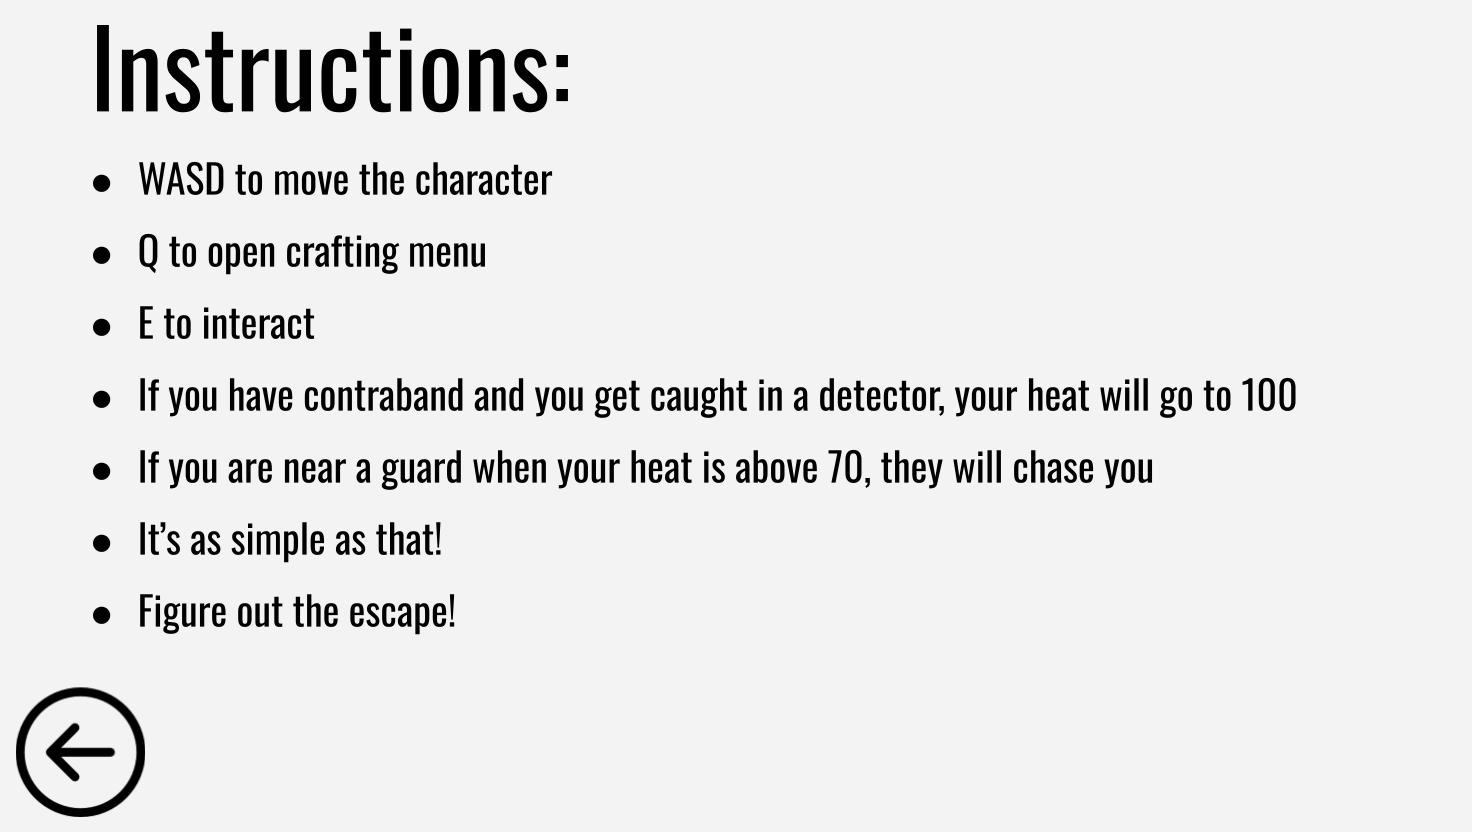 Instructions:
● WASD to move the character
● Q to open crafting menu
● E to interact
● If you have contraband and you get caught in a detector, your heat will go to 100
● If you are near a guard when your heat is above 70, they will chase you
● It’s as simple as that!
● Figure out the escape!